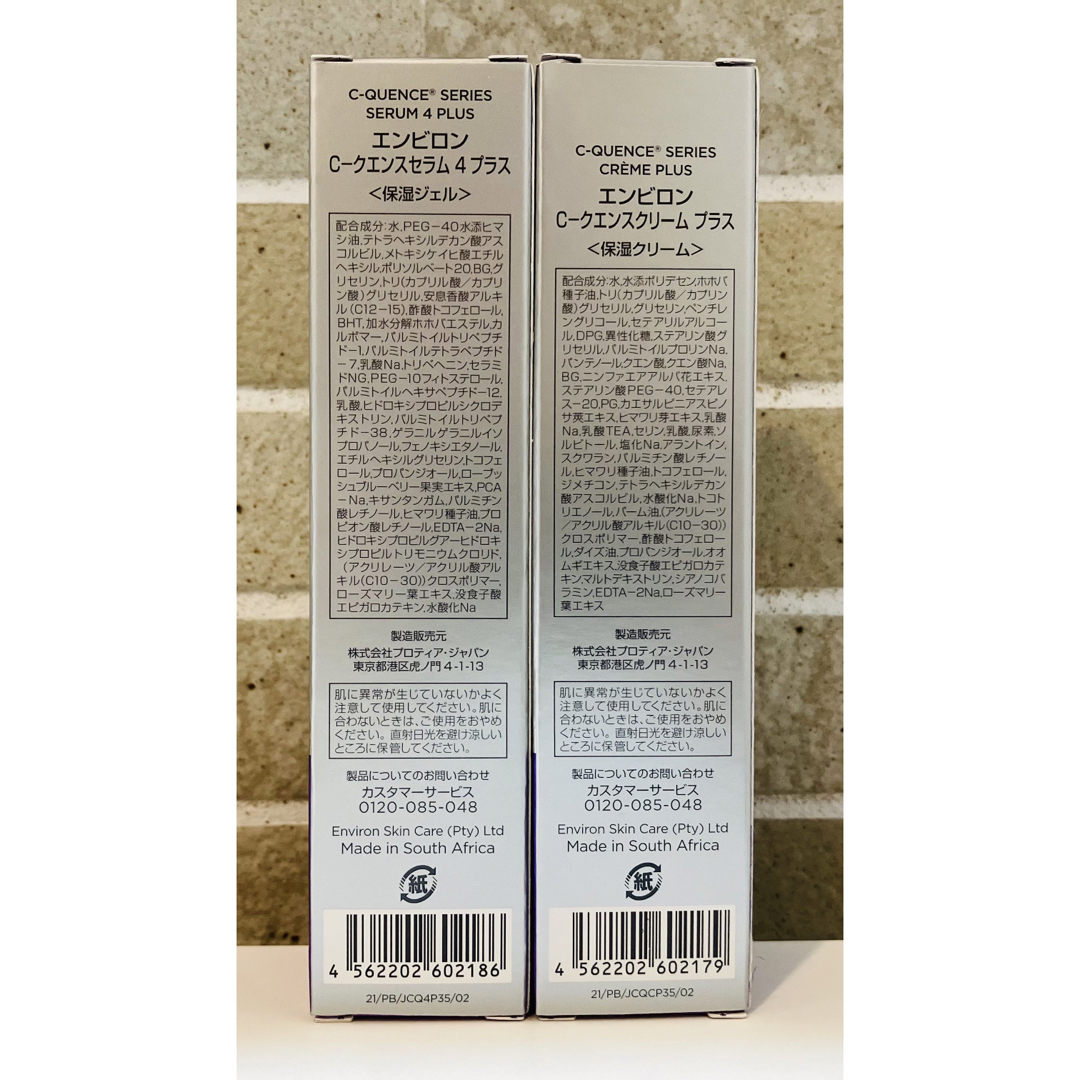 C-QUENCE® SERIES
SERUM 4 PLUS
エンビロン
C−クエンスセラム 4 プラス
＜保湿ジェル＞
配合成分:水,PEG−40水添ヒマ
シ油,テトラヘキシルデカン酸アス
コルビル,メトキシケイヒ酸エチル
ヘキシル,ポリソルベート20,BG,グ
リセリン,トリ(カプリル酸／カプリ
ン酸)グリセリル,安息香酸アルキ
ル(C12−15),酢酸トコフェロール,
BHT,加水分解ホホバエステル,カ
ルボマー,パルミトイルトリペプチ
ド−1,パルミトイルテトラペプチド
−7,乳酸Na,トリベヘニン,セラミ
ドNG,PEG−10フィトステロール,
パルミトイルヘキサペプチド−12,
乳酸,ヒドロキシプロピルシクロデ
キストリン,パルミトイルトリペプ
チド−38,ゲラニルゲラニルイソ
プロパノール,フェノキシエタノール,
エチルヘキシルグリセリン,トコフェ
ロール,プロパンジオール,ローブッ
シュブルーベリー果実エキス,PCA
−Na,キサンタンガム,パルミチン
酸レチノール,ヒマワリ種子油,プロ
ピオン酸レチノール,EDTA−2Na,
ヒドロキシプロピルグアーヒドロキ
シプロピルトリモニウムクロリド,
（アクリレーツ／アクリル酸アル
キル(C10−30)）クロスポリマー,
ローズマリー葉エキス,没食子酸
エピガロカテキン,水酸化Na
製造販売元
株式会社プロティア・ジャパン
東京都港区虎ノ門 4-1-13
肌に異常が生じていないかよく
注意して使用してください。肌に
合わないときは、ご使用をおやめ
ください。直射日光を避け涼しい
ところに保管してください。
製品についてのお問い合わせ
カスタマーサービス
0120-085-048
Environ Skin Care (Pty) Ltd
Made in South Africa
紙
4 562202 602186
21/PB/JCQ4P35/02
C-QUENCE® SERIES
CRÈME PLUS
エンビロン
C−クエンスクリーム プラス
＜保湿クリーム＞
配合成分:水,水添ポリデセン,ホホバ
種子油,トリ(カプリル酸／カプリン
酸)グリセリル,グリセリン,ペンチレ
ングリコール,セテアリルアルコー
ル,DPG,異性化糖,ステアリン酸グ
リセリル,パルミトイルプロリンNa,
パンテノール,クエン酸,クエン酸Na,
BG,ニンファエアアルバ花エキス,
ステアリン酸PEG−40,セテアレ
ス−20,PG,カエサルピニアスピノ
サ莢エキス,ヒマワリ芽エキス,乳酸
Na,乳酸TEA,セリン,乳酸,尿素,ソ
ルビトール,塩化Na,アラントイン,
スクワラン,パルミチン酸レチノー
ル,ヒマワリ種子油,トコフェロール,
ジメチコン,テトラヘキシルデカン
酸アスコルビル,水酸化Na,トコト
リエノール,パーム油,(アクリレーツ
／アクリル酸アルキル(C10−30))
クロスポリマー,酢酸トコフェロー
ル,ダイズ油,プロパンジオール,オオ
ムギエキス,没食子酸エピガロカテ
キン,マルトデキストリン,シアノコバ
ラミン,EDTA−2Na,ローズマリー
葉エキス
製造販売元
株式会社プロティア・ジャパン
東京都港区虎ノ門 4-1-13
肌に異常が生じていないかよく
注意して使用してください。肌に
合わないときは、ご使用をおやめ
ください。直射日光を避け涼しい
ところに保管してください。
製品についてのお問い合わせ
カスタマーサービス
0120-085-048
Environ Skin Care (Pty) Ltd
Made in South Africa
紙
4 562202 602179
21/PB/JCQCP35/02